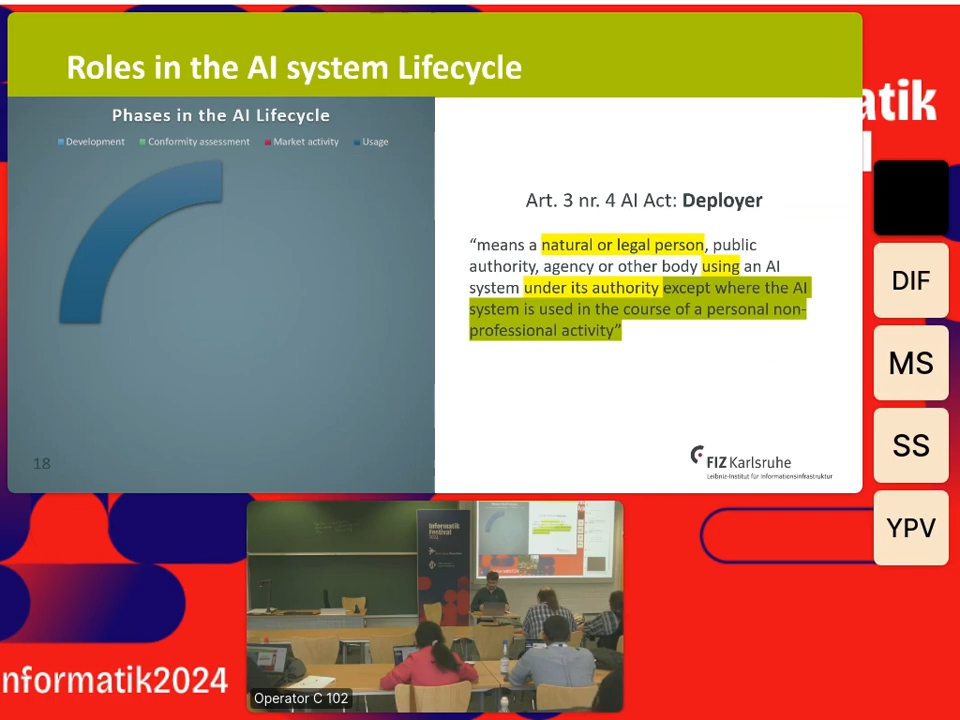 Roles in the AI system Lifecycle
Phases in the AI Lifecycle
Development Conformity assessment Market activity Usage
Art. 3 nr. 4 AI Act: Deployer
“means a natural or legal person, public
authority, agency or other body using an AI
system under its authority except where the AI
system is used in the course of a personal non-
professional activity”
18
FIZ Karlsruhe
Leibniz-Institut für Informationsinfrastruktur
atik
DIF
MS
SS
YPV
informatik
festival
Operator C 102
nformatik2024